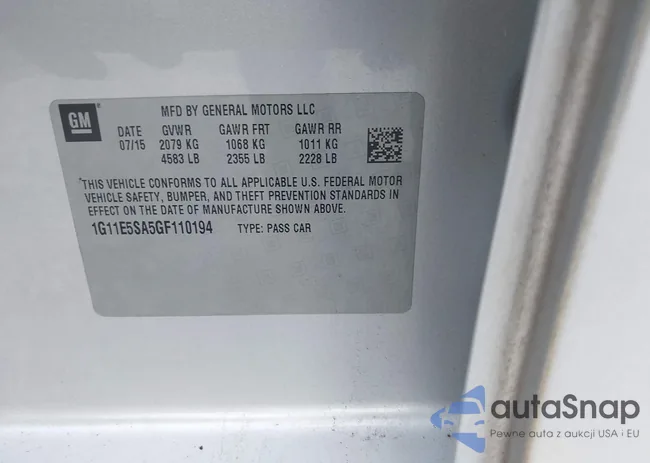 GM
MFD BY GENERAL MOTORS LLC
DATE GVWR GAWR FRT GAWR RR
07/15 2079 KG 1068 KG 1011 KG
4583 LB 2355 LB 2228 LB
*THIS VEHICLE CONFORMS TO ALL APPLICABLE U.S. FEDERAL MOTOR
VEHICLE SAFETY, BUMPER, AND THEFT PREVENTION STANDARDS IN
EFFECT ON THE DATE OF MANUFACTURE SHOWN ABOVE.
1G11E5SA5GF110194 TYPE: PASS CAR
autoSnap
Pewne auta z aukcji USA i EU